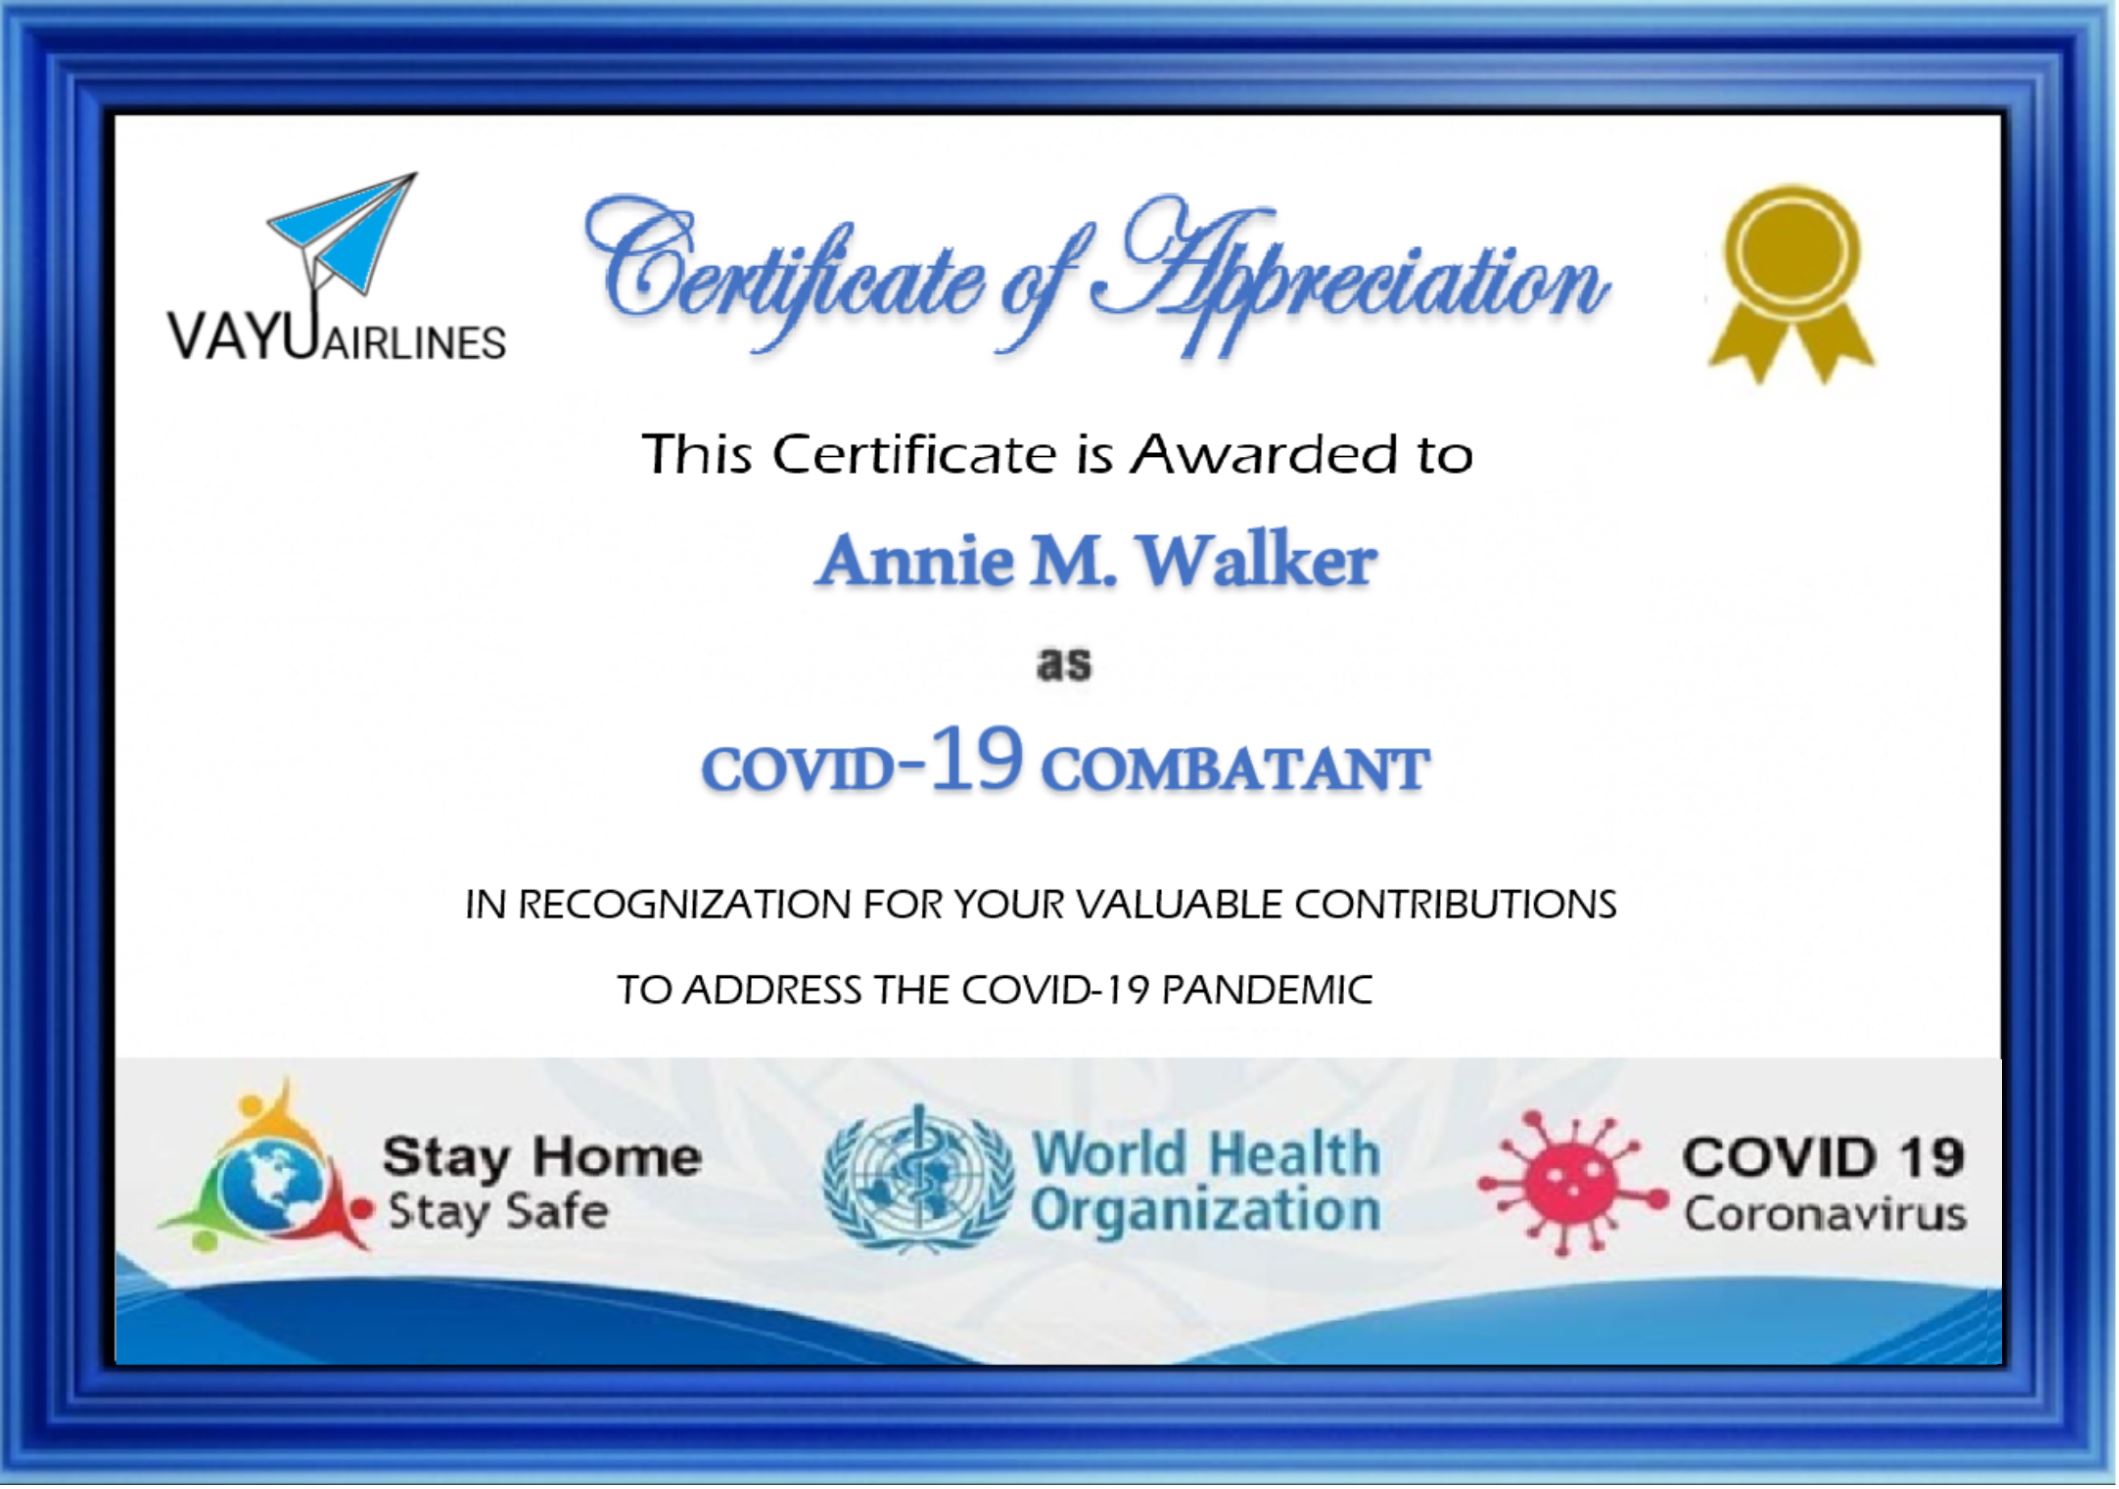 VAYU AIRLINES
Certificate of Appreciation
This Certificate is Awarded to
Annie M. Walker
as
COVID-19 COMBATANT
IN RECOGNIZATION FOR YOUR VALUABLE CONTRIBUTIONS
TO ADDRESS THE COVID-19 PANDEMIC
Stay Home
Stay Safe
World Health
Organization
COVID 19
Coronavirus